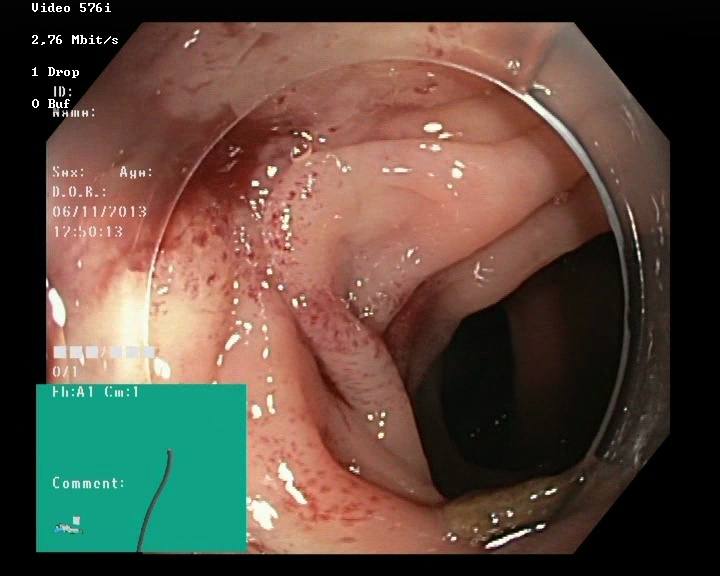 Video 576i
2,76 Mbit/s
1 Drop
ID:
0 Buf
Name:
Sex: Age:
D.O.B.:
06/11/2013
12:50:13
0/1
Eh:A1 Cm:1
Comment: